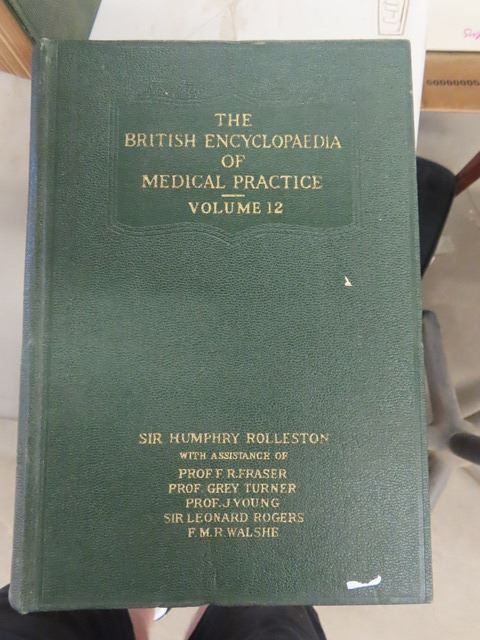 THE
BRITISH ENCYCLOPAEDIA
OF
MEDICAL PRACTICE
VOLUME 12
SIR HUMPHRY ROLLESTON
WITH ASSISTANCE OF
PROF F. R. FRASER
PROF. GREY TURNER
PROF. J. YOUNG
SIR LEONARD ROGERS
F. M. R. WALSHE